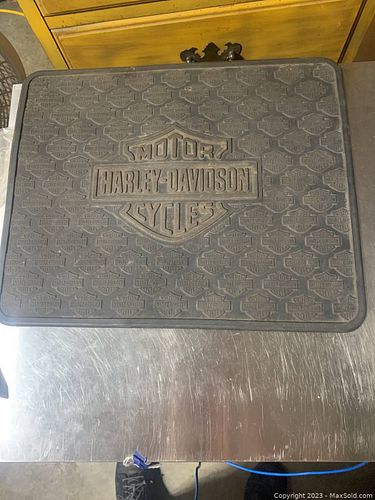 MOTOR
HARLEY-DAVIDSON
CYCLES
Copyright 2023 - MaxSold.com